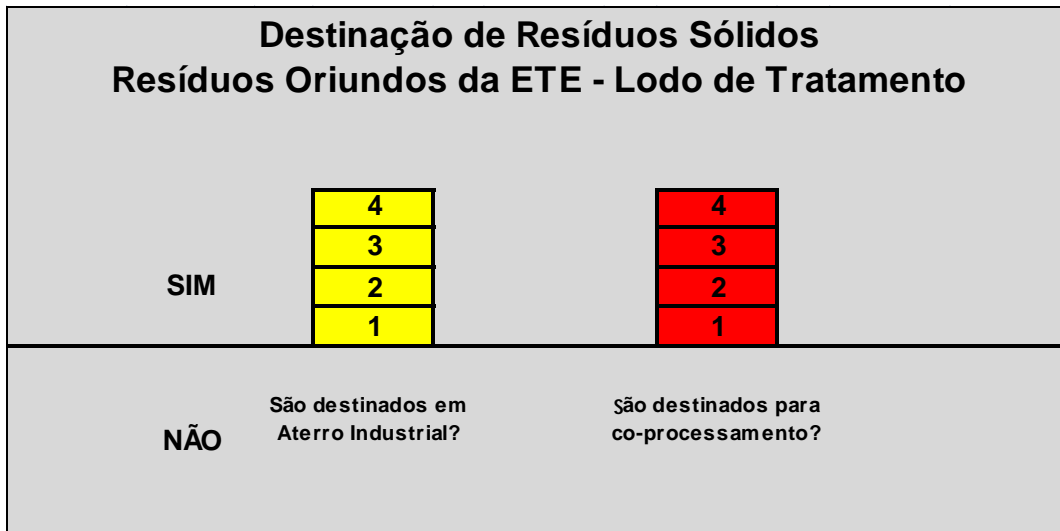 Destinação de Resíduos Sólidos
Resíduos Oriundos da ETE - Lodo de Tratamento
4 4
3 3
SIM 2 2
1 1
São destinados em São destinados para
NÃO Aterro Industrial? co-processamento?